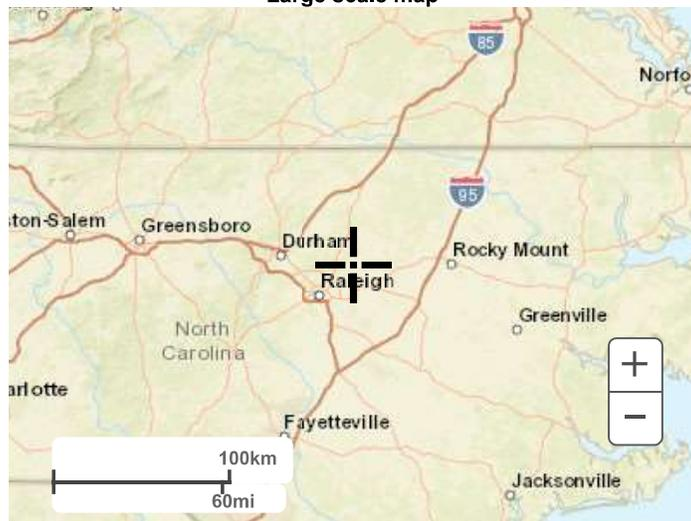 Large scale map
85
Norfo
95
ston-Salem
Greensboro
Durham
Rocky Mount
Raleigh
Greenville
North
Carolina
arlotte
Fayetteville
100km
60mi
Jacksonville
+
−